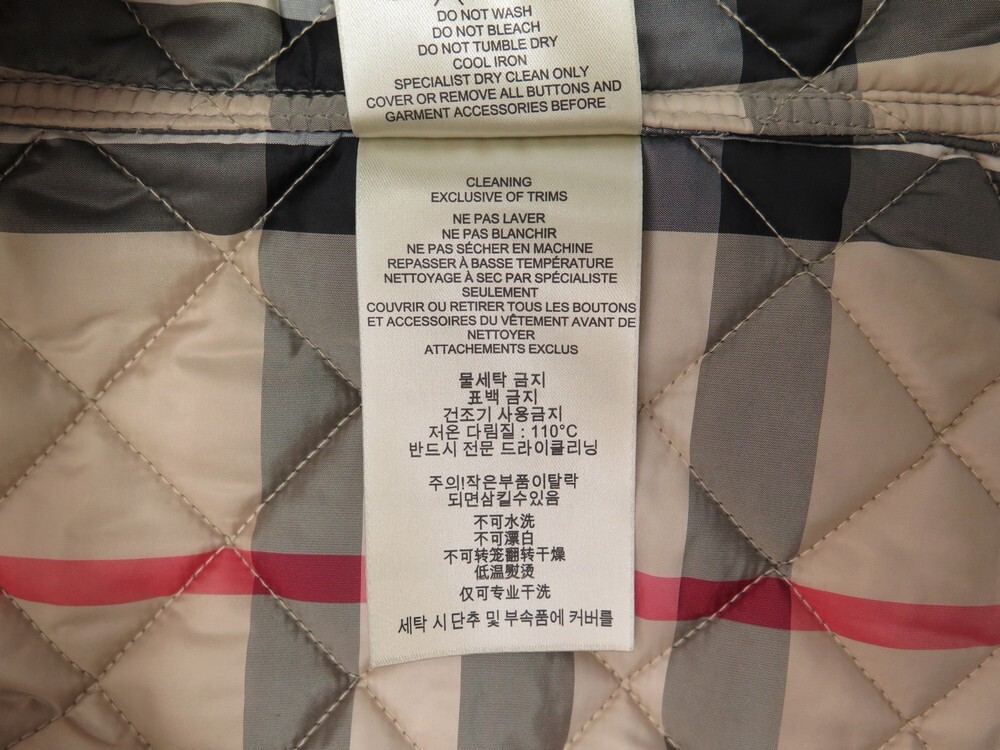 DO NOT WASH
DO NOT BLEACH
DO NOT TUMBLE DRY
COOL IRON
SPECIALIST DRY CLEAN ONLY
COVER OR REMOVE ALL BUTTONS AND
GARMENT ACCESSORIES BEFORE
CLEANING
EXCLUSIVE OF TRIMS
NE PAS LAVER
NE PAS BLANCHIR
NE PAS SÉCHER EN MACHINE
REPASSER À BASSE TEMPÉRATURE
NETTOYAGE À SEC PAR SPÉCIALISTE
SEULEMENT
COUVRIR OU RETIRER TOUS LES BOUTONS
ET ACCESSOIRES DU VÊTEMENT AVANT DE
NETTOYER
ATTACHEMENTS EXCLUS
물세탁 금지
표백 금지
건조기 사용금지
저온 다림질 : 110°C
반드시 전문 드라이클리닝
주의!작은부품이탈락
되면삼킬수있음
不可水洗
不可漂白
不可转笼翻转干燥
低温熨烫
仅可专业干洗
세탁 시 단추 및 부속품에 커버를